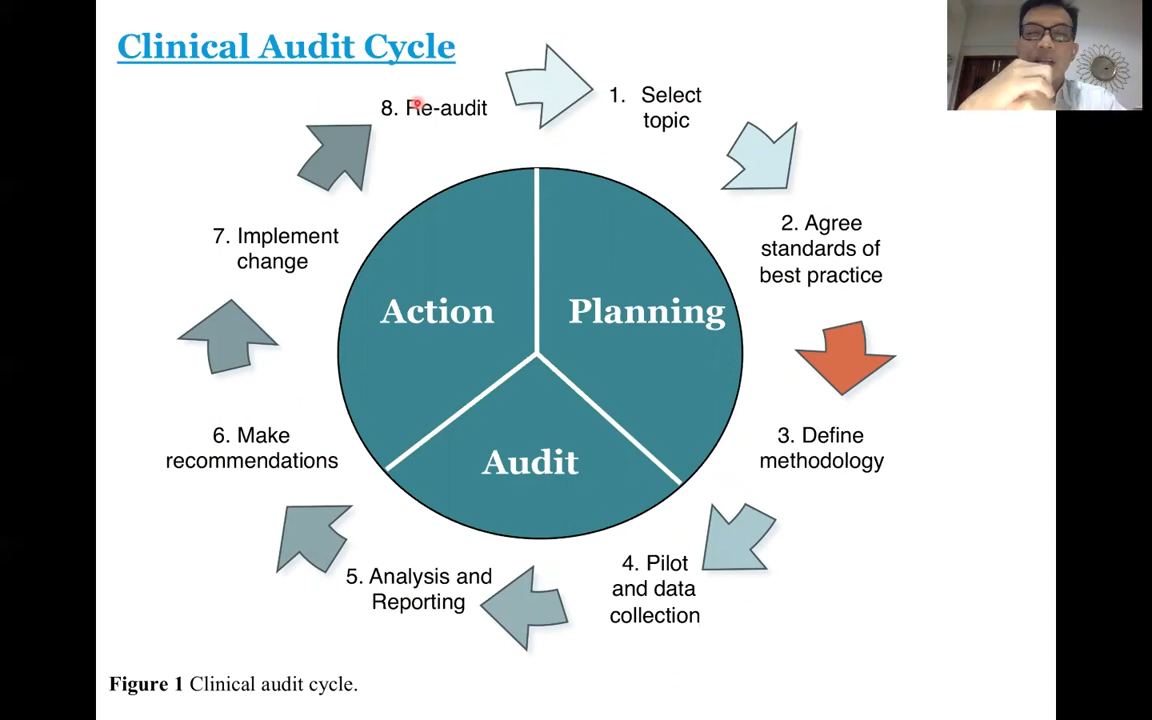 Clinical Audit Cycle
8. Re-audit
1. Select
topic
2. Agree
standards of
best practice
3. Define
methodology
4. Pilot
and data
collection
5. Analysis and
Reporting
6. Make
recommendations
7. Implement
change
Action
Planning
Audit
Figure 1 Clinical audit cycle.